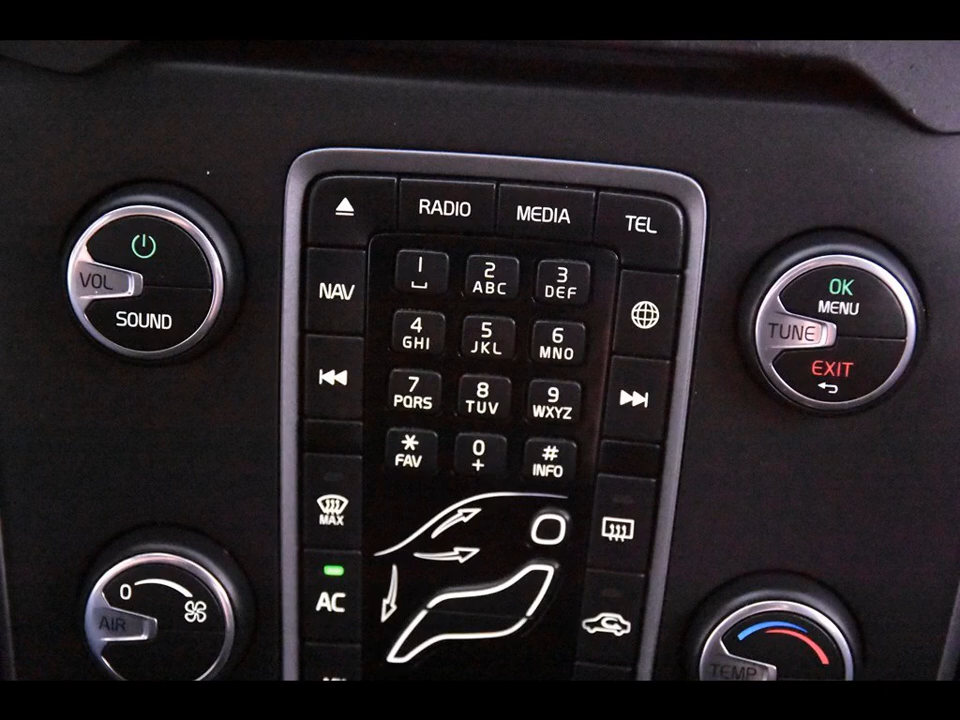 RADIO
MEDIA
TEL
VOL
SOUND
NAV
1
2
ABC
3
DEF
4
GHI
5
JKL
6
MNO
7
PQRS
8
TUV
9
WXYZ
*
FAV
0
+
#
INFO
OK
MENU
TUNE
EXIT
MAX
AC
0
AIR
TEMP